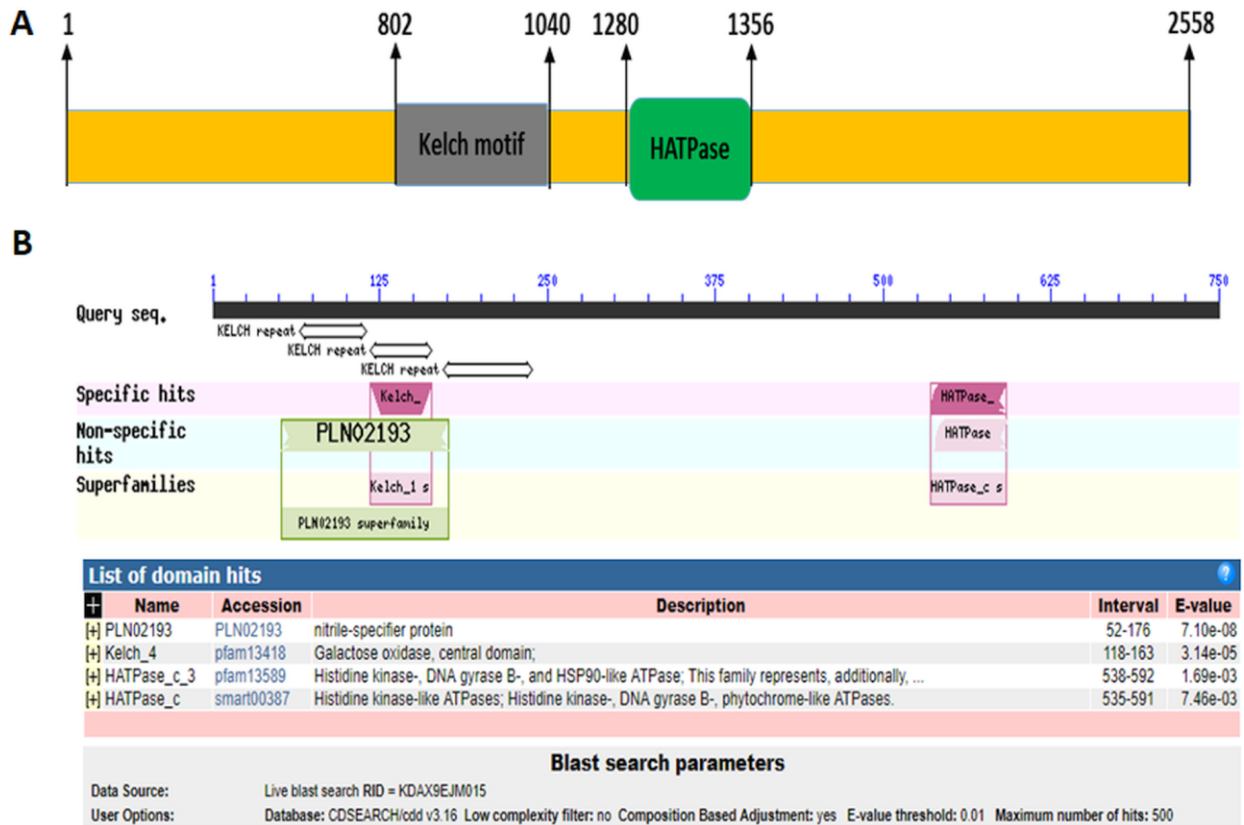 A
1 802 1040 1280 1356 2558
Kelch motif HATPase
B
1 125 250 375 500 625 750
Query seq.
KELCH repeat
KELCH repeat
KELCH repeat
Specific hits Kelch_ HATPase_
Non-specific PLN02193 HATPase
hits
Superfamilies Kelch_1 s HATPase_c s
PLN02193 superfamily
List of domain hits ?
+ Name Accession Description Interval E-value
[+] PLN02193 PLN02193 nitrile-specifier protein 52-176 7.10e-08
[+] Kelch_4 pfam13418 Galactose oxidase, central domain; 118-163 3.14e-05
[+] HATPase_c_3 pfam13589 Histidine kinase-, DNA gyrase B-, and HSP90-like ATPase; This family represents, additionally, ... 538-592 1.69e-03
[+] HATPase_c smart00387 Histidine kinase-like ATPases; Histidine kinase-, DNA gyrase B-, phytochrome-like ATPases. 535-591 7.46e-03
Blast search parameters
Data Source: Live blast search RID = KDAX9EJM015
User Options: Database: CDSEARCH/cdd v3.16 Low complexity filter: no Composition Based Adjustment: yes E-value threshold: 0.01 Maximum number of hits: 500